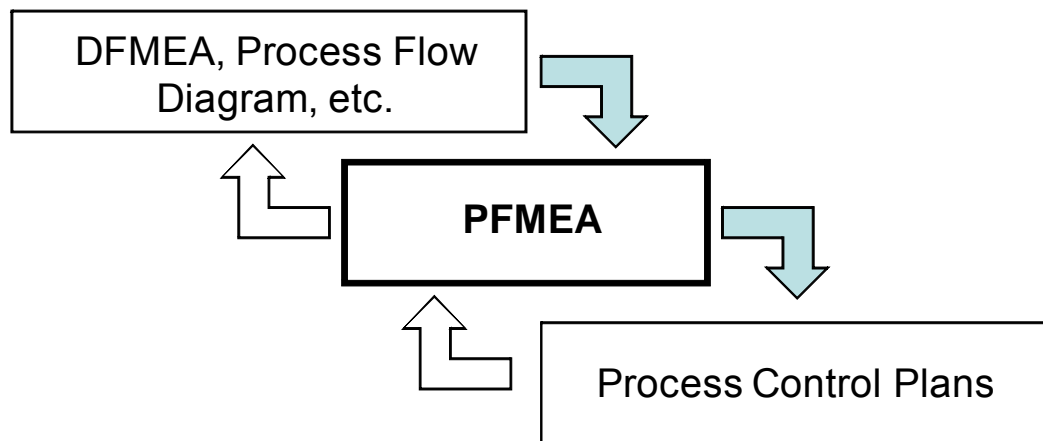 DFMEA, Process Flow
Diagram, etc.
PFMEA
Process Control Plans